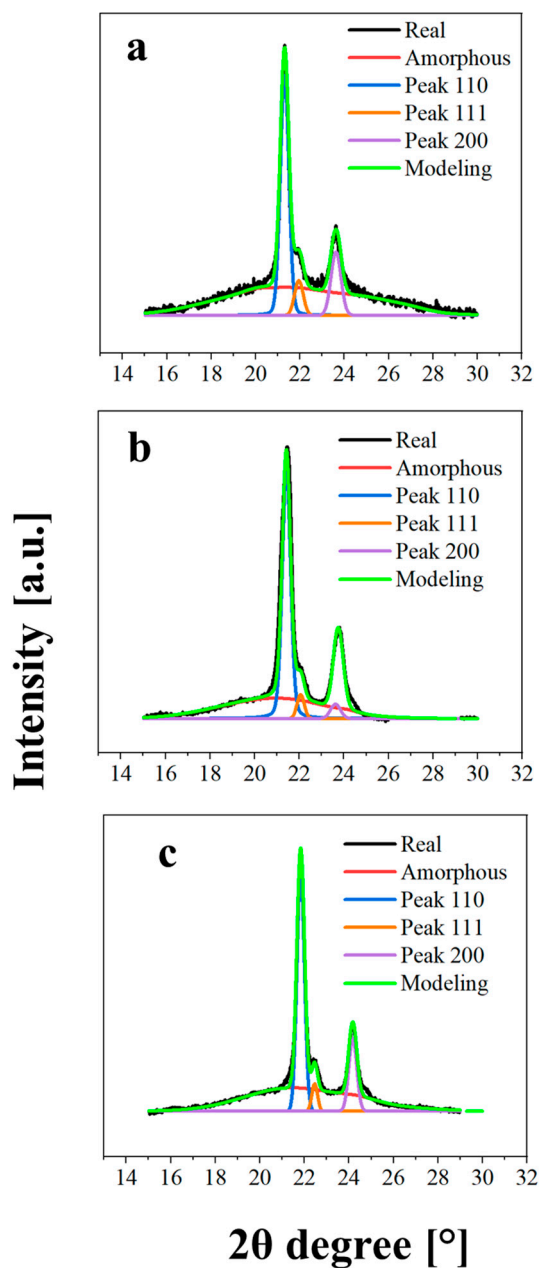 a
Real
Amorphous
Peak 110
Peak 111
Peak 200
Modeling
14 16 18 20 22 24 26 28 30 32
b
Real
Amorphous
Peak 110
Peak 111
Peak 200
Modeling
14 16 18 20 22 24 26 28 30 32
Intensity [a.u.]
c
Real
Amorphous
Peak 110
Peak 111
Peak 200
Modeling
14 16 18 20 22 24 26 28 30 32
2θ degree [°]